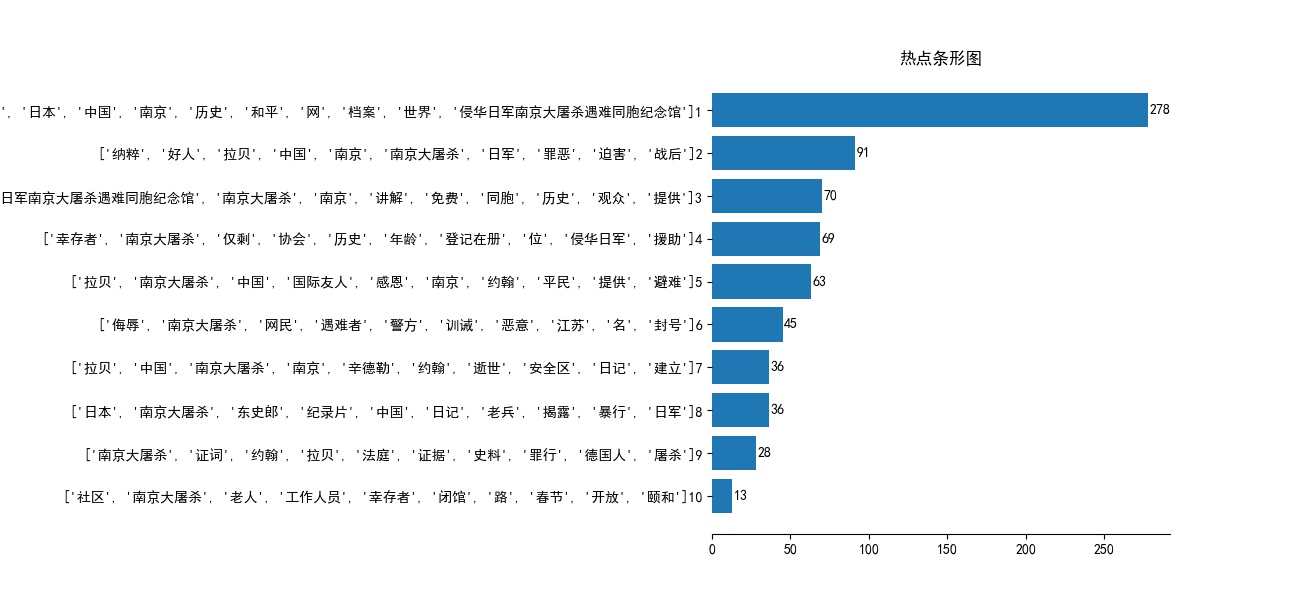 热点条形图
', '日本', '中国', '南京', '历史', '和平', '网', '档案', '世界', '侵华日军南京大屠杀遇难同胞纪念馆']1 278
['纳粹', '好人', '拉贝', '中国', '南京', '南京大屠杀', '日军', '罪恶', '迫害', '战后']2 91
日军南京大屠杀遇难同胞纪念馆', '南京大屠杀', '南京', '讲解', '免费', '同胞', '历史', '观众', '提供']3 70
['幸存者', '南京大屠杀', '仅剩', '协会', '历史', '年龄', '登记在册', '位', '侵华日军', '援助']4 69
['拉贝', '南京大屠杀', '中国', '国际友人', '感恩', '南京', '约翰', '平民', '提供', '避难']5 63
['侮辱', '南京大屠杀', '网民', '遇难者', '警方', '训诫', '恶意', '江苏', '名', '封号']6 45
['拉贝', '中国', '南京大屠杀', '南京', '辛德勒', '约翰', '逝世', '安全区', '日记', '建立']7 36
['日本', '南京大屠杀', '东史郎', '纪录片', '中国', '日记', '老兵', '揭露', '暴行', '日军']8 36
['南京大屠杀', '证词', '约翰', '拉贝', '法庭', '证据', '史料', '罪行', '德国人', '屠杀']9 28
['社区', '南京大屠杀', '老人', '工作人员', '幸存者', '闭馆', '路', '春节', '开放', '颐和']10 13
0 50 100 150 200 250